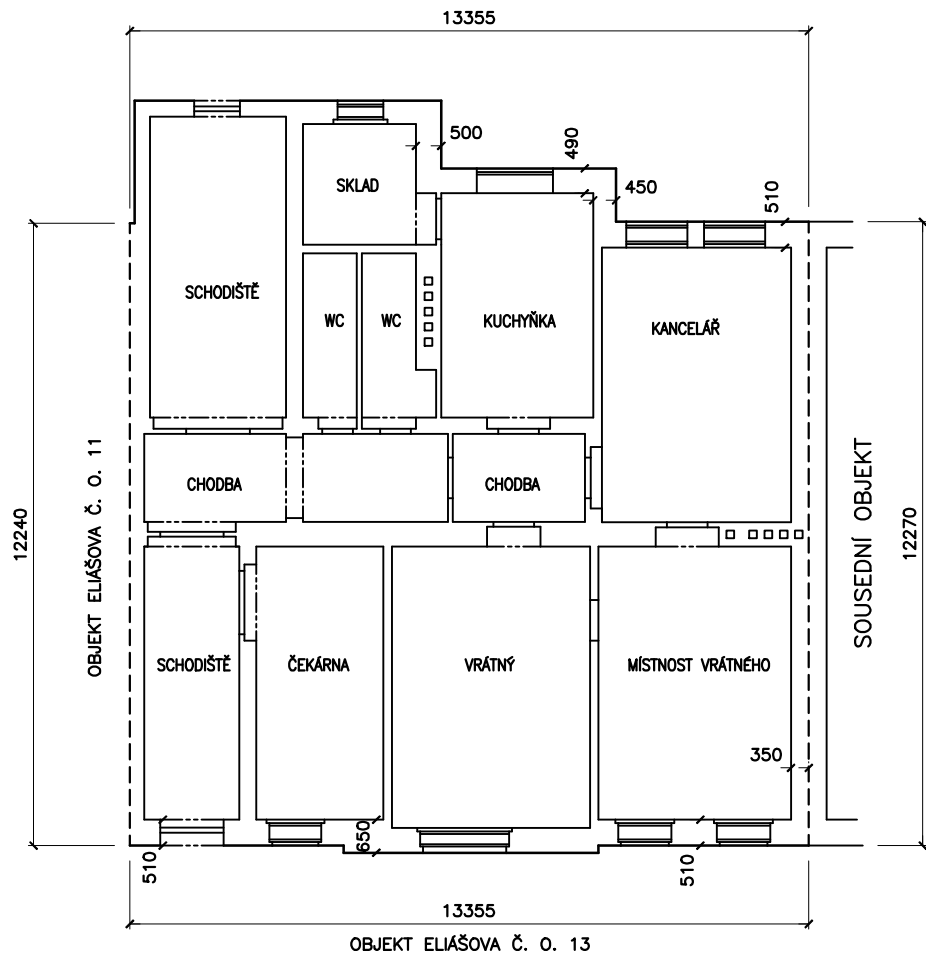 13355
500
490
450
510
SKLAD
SCHODIŠTĚ
WC
WC
KUCHYŇKA
KANCELÁŘ
CHODBA
CHODBA
12240
OBJEKT ELIÁŠOVA Č. O. 11
SOUSEDNÍ OBJEKT
12270
SCHODIŠTĚ
ČEKÁRNA
VRÁTNÝ
MÍSTNOST VRÁTNÉHO
350
510
650
510
13355
OBJEKT ELIÁŠOVA Č. O. 13